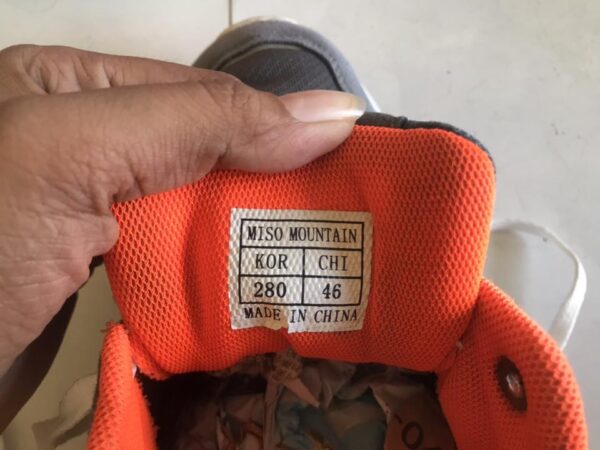 MISO MOUNTAIN
KOR CHI
280 46
MADE IN CHINA